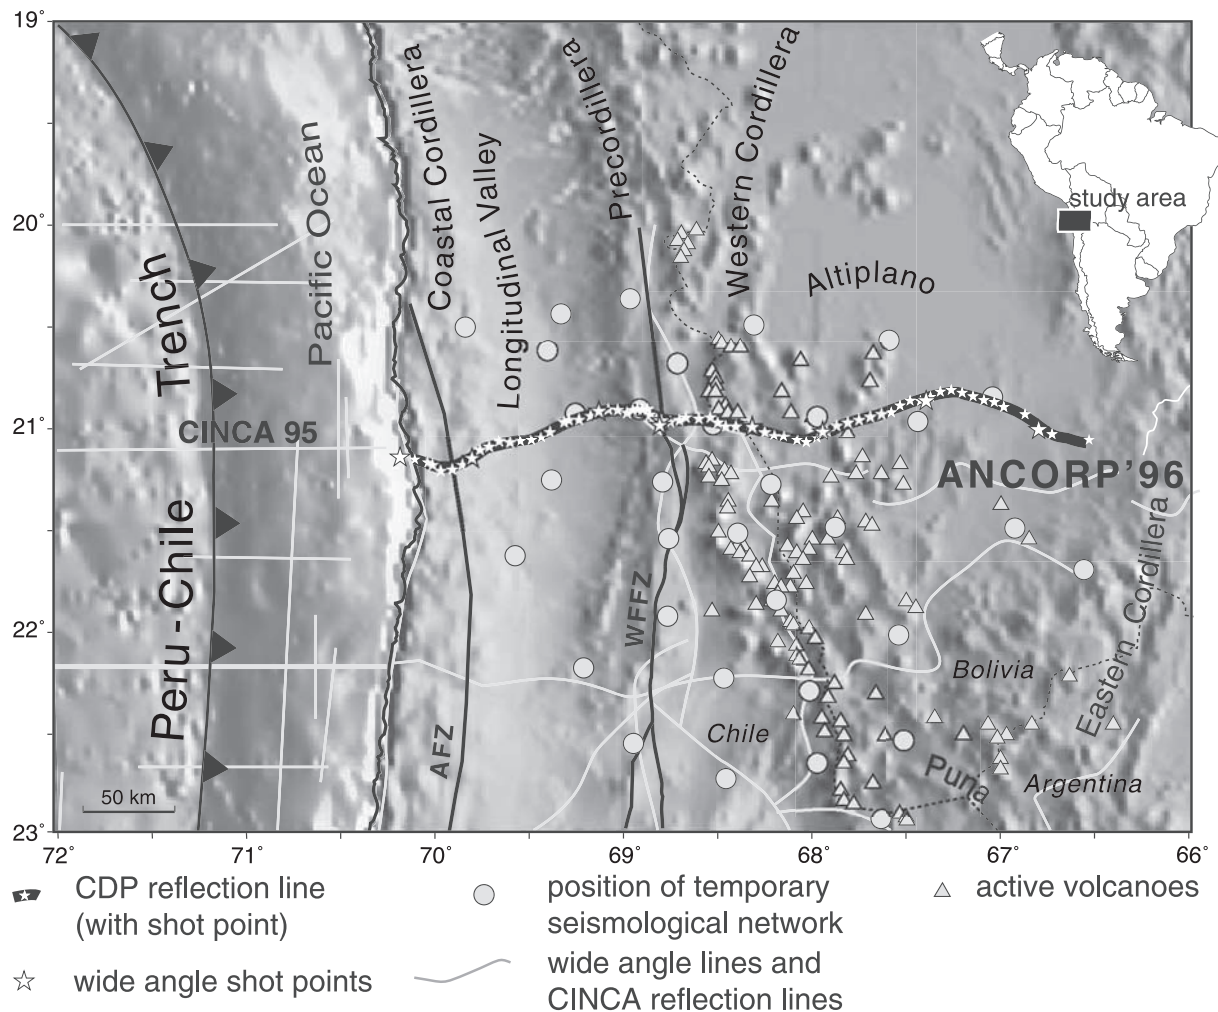 19°
20°
21°
22°
23°
72°
71°
70°
69°
68°
67°
66°
Peru - Chile Trench
Pacific Ocean
Coastal Cordillera
Longitudinal Valley
Precordillera
Western Cordillera
Altiplano
study area
CINCA 95
ANCORP'96
Eastern Cordillera
WFFZ
AFZ
Bolivia
Chile
Puna
Argentina
50 km
CDP reflection line
(with shot point)
wide angle shot points
position of temporary
seismological network
wide angle lines and
CINCA reflection lines
active volcanoes